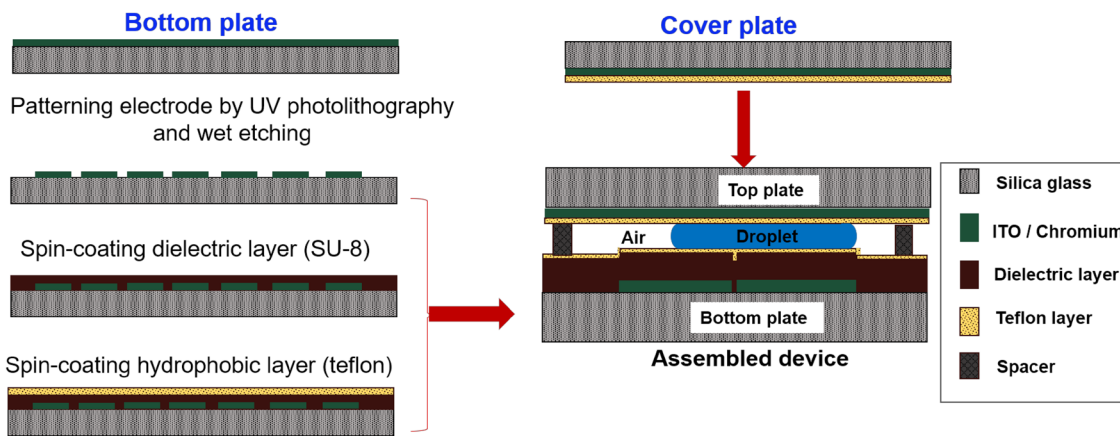 Bottom plate
Patterning electrode by UV photolithography
and wet etching
Spin-coating dielectric layer (SU-8)
Spin-coating hydrophobic layer (teflon)
Cover plate
Top plate
Air
Droplet
Bottom plate
Assembled device
Silica glass
ITO / Chromium
Dielectric layer
Teflon layer
Spacer